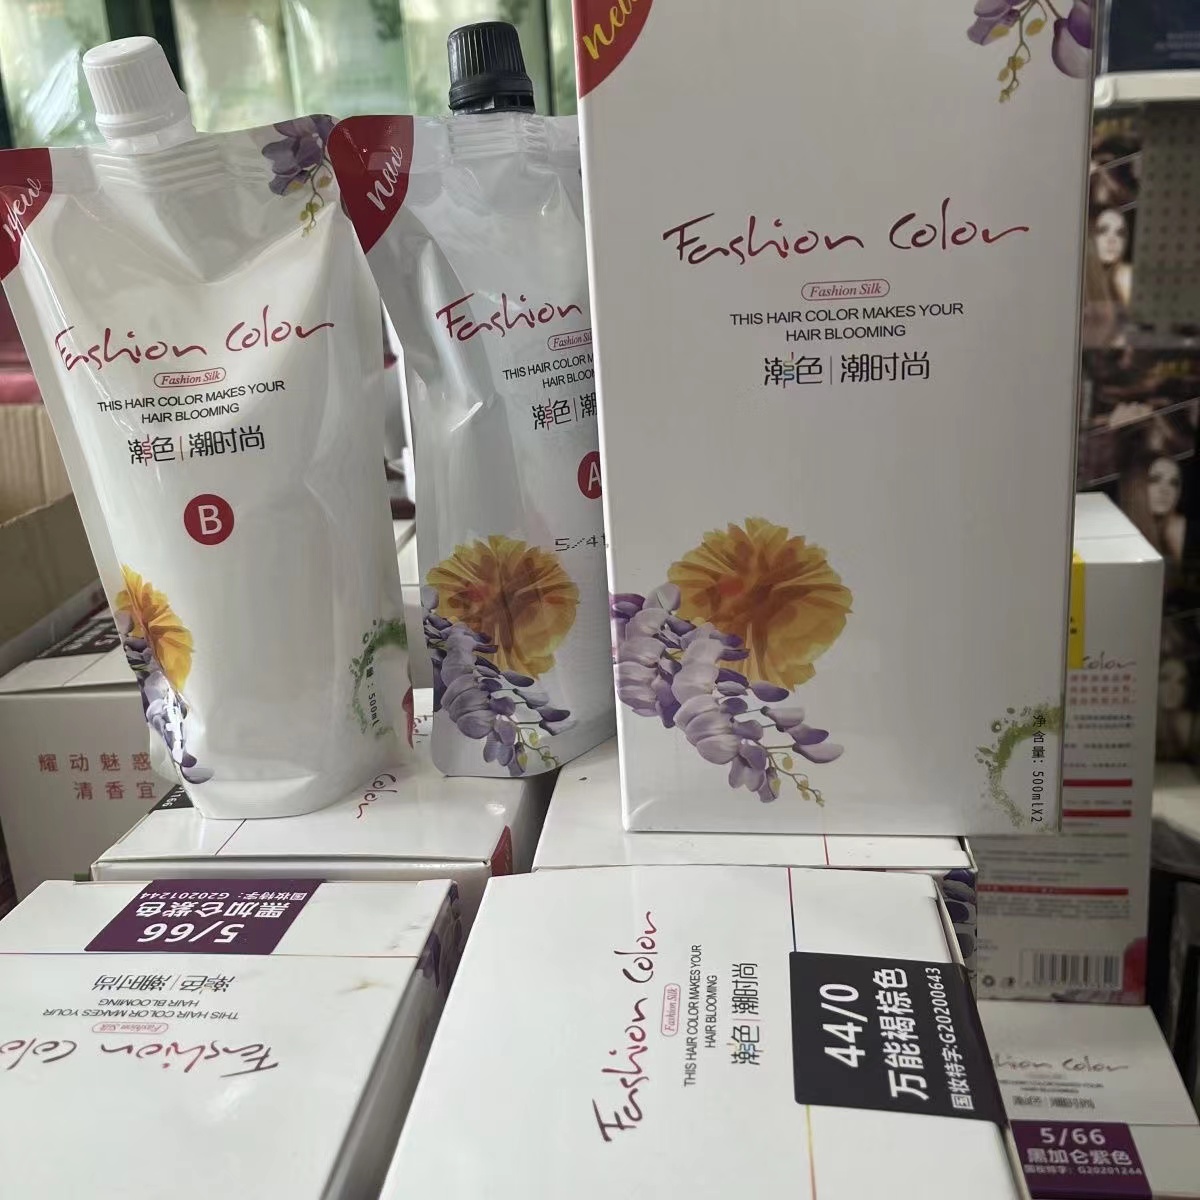 new
Fashion Color
Fashion Silk
THIS HAIR COLOR MAKES YOUR
HAIR BLOOMING
潮色|潮时尚
B
500mL
new
Fashion
Fashion Silk
THIS HAIR COLOR M
HAIR BLOO
潮色|潮
A
5/41
new
Fashion Color
Fashion Silk
THIS HAIR COLOR MAKES YOUR
HAIR BLOOMING
潮色|潮时尚
净含量: 500mLX2
耀动魅惑
清香宜
Color
5/66
黑加仑紫色
国妆特字: G20201244
Fashion Color
Fashion Silk
THIS HAIR COLOR MAKES YOUR
HAIR BLOOMING
潮色|潮时尚
Fashion Color
Fashion Silk
THIS HAIR COLOR MAKES YOUR
HAIR BLOOMING
潮色|潮时尚
44/0
万能褐棕色
国妆特字:G20200643
Color
Fashion Color
5/66
黑加仑紫色
国妆特字: G20201244